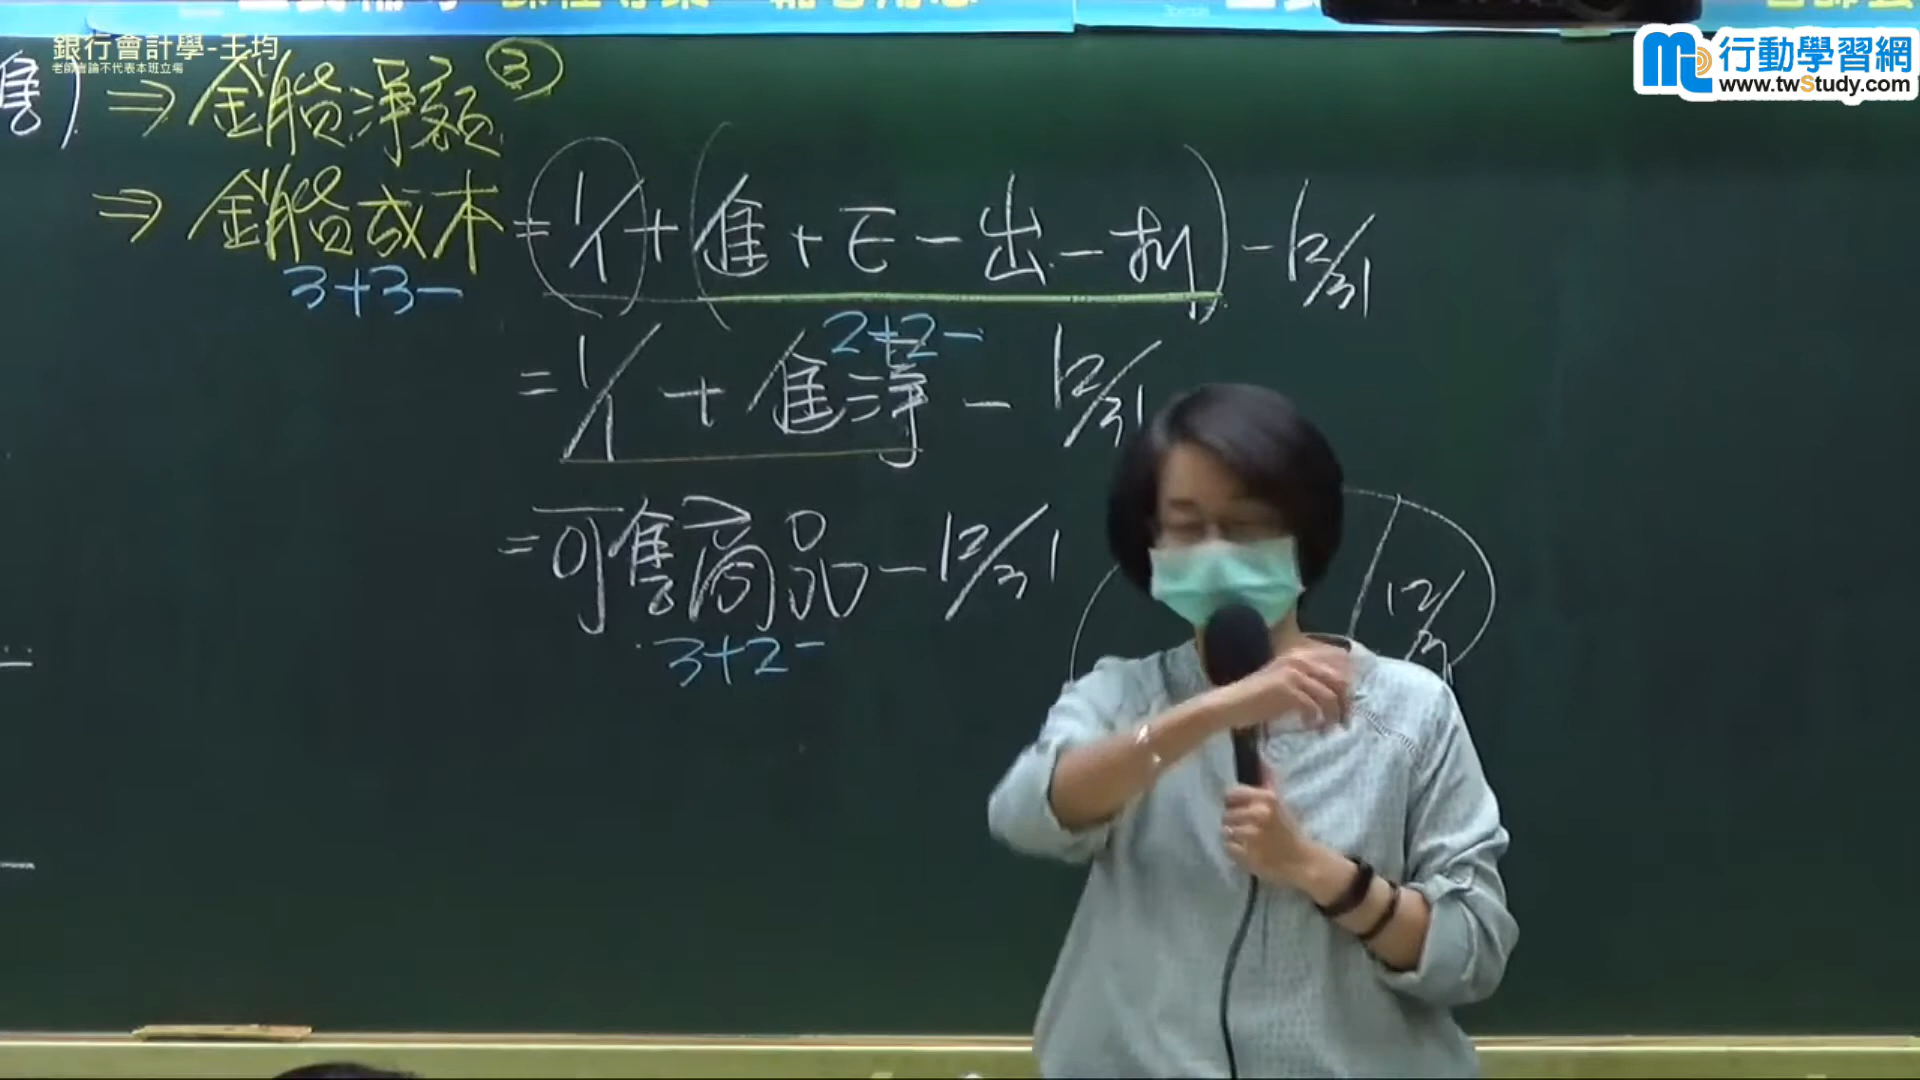 銀行會計學-王均
老師言論不代表本班立場
行動學習網
www.twStudy.com
售) ⇒ 銷貨淨額 ③
⇒ 銷貨成本 = 1/1 + (進 + 運 - 出 - 折) - 12/31
3+3-
2+2-
= 1/1 + 進淨 - 12/31
= 可售商品 - 12/31
3+2-
12/31